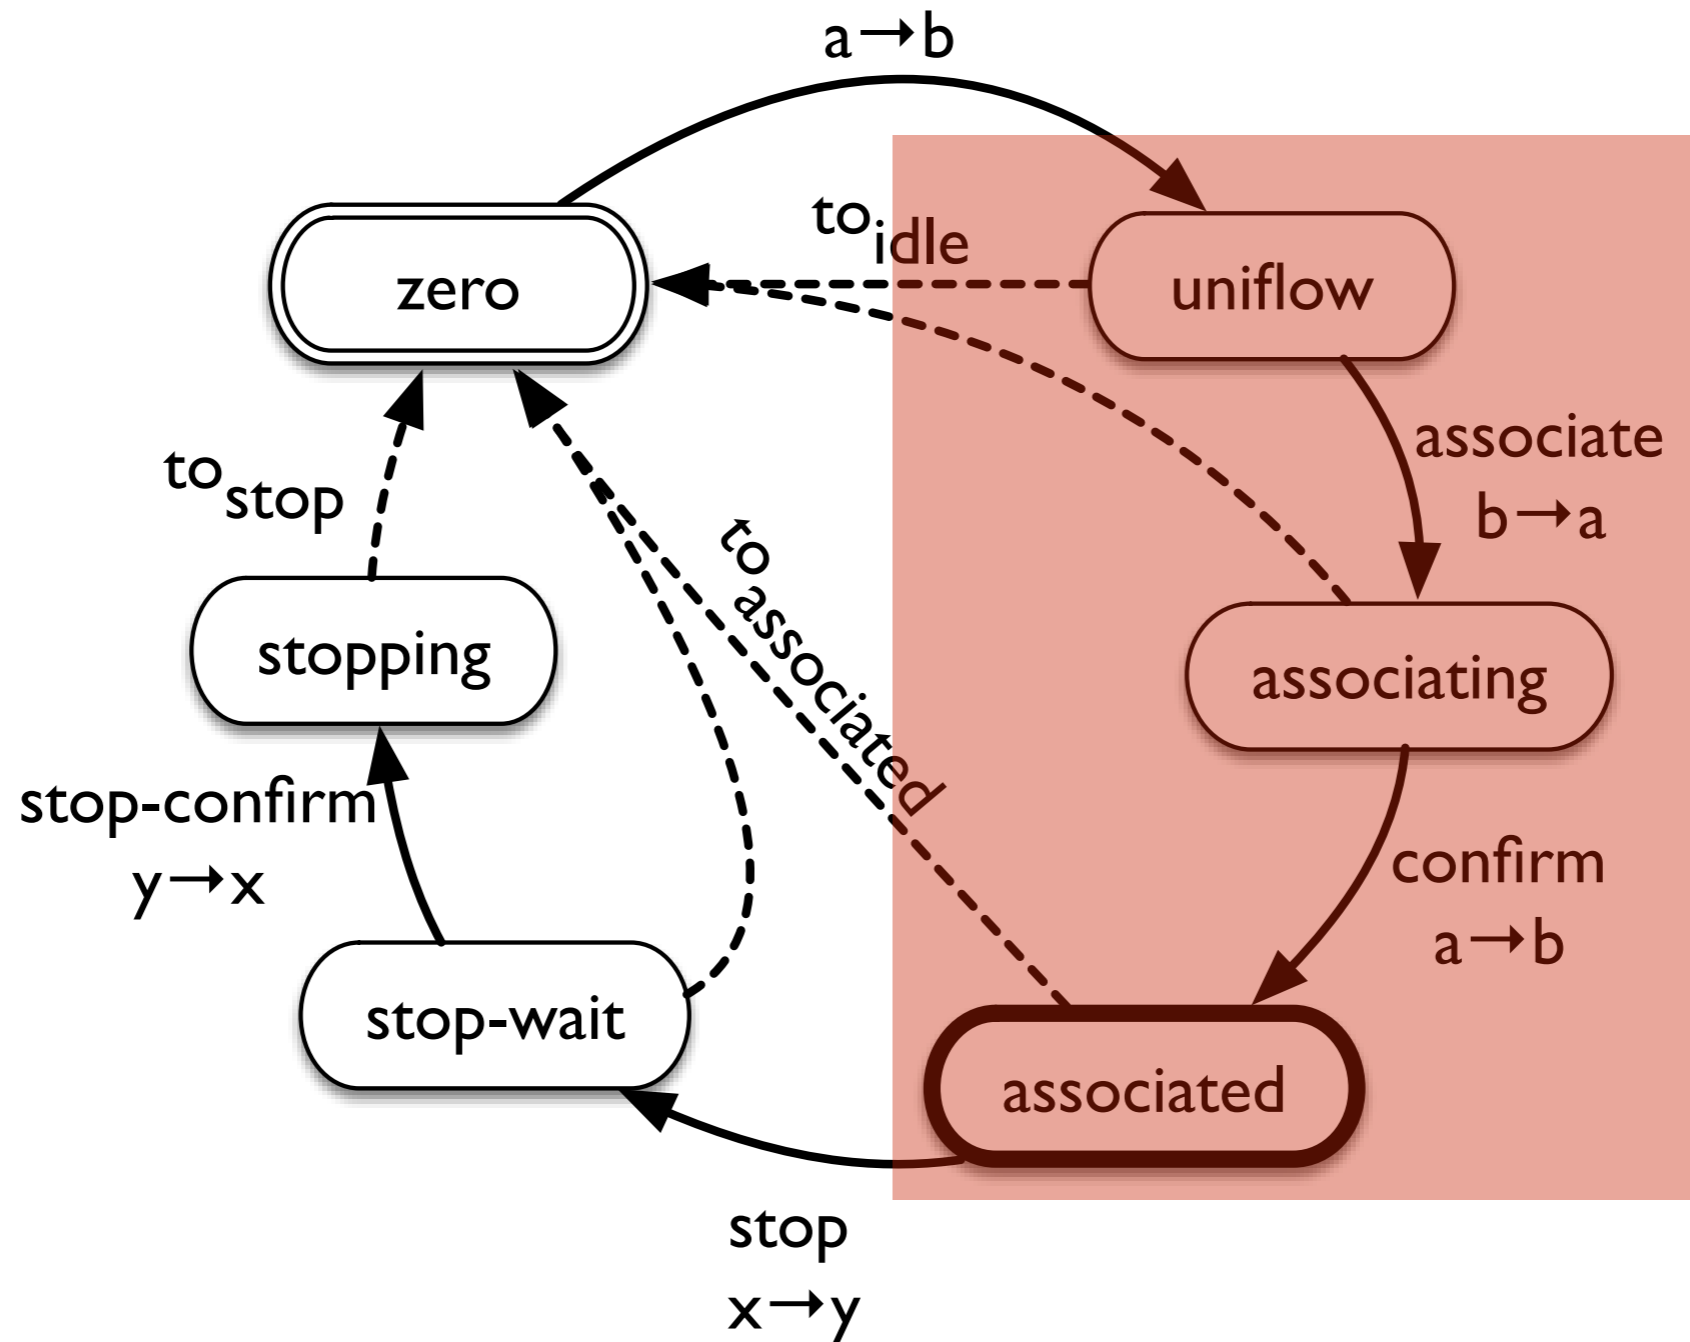 a→b
to idle
zero
uniflow
associate
b→a
to stop
to associated
stopping
associating
stop-confirm
y→x
confirm
a→b
stop-wait
associated
stop
x→y